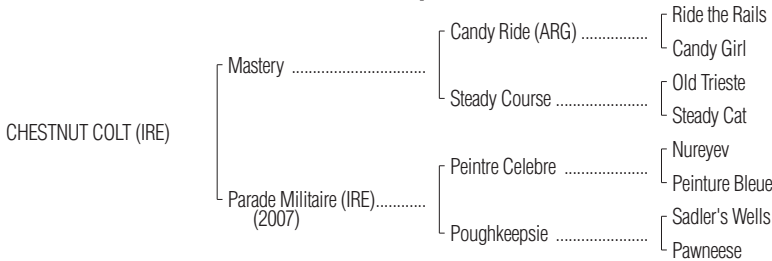 Ride the Rails
Candy Ride (ARG) ................
Candy Girl
Mastery ................................
Old Trieste
Steady Course ......................
Steady Cat
CHESTNUT COLT (IRE)
Nureyev
Peintre Celebre ....................
Peinture Bleue
Parade Militaire (IRE)............
(2007)
Sadler's Wells
Poughkeepsie ......................
Pawneese